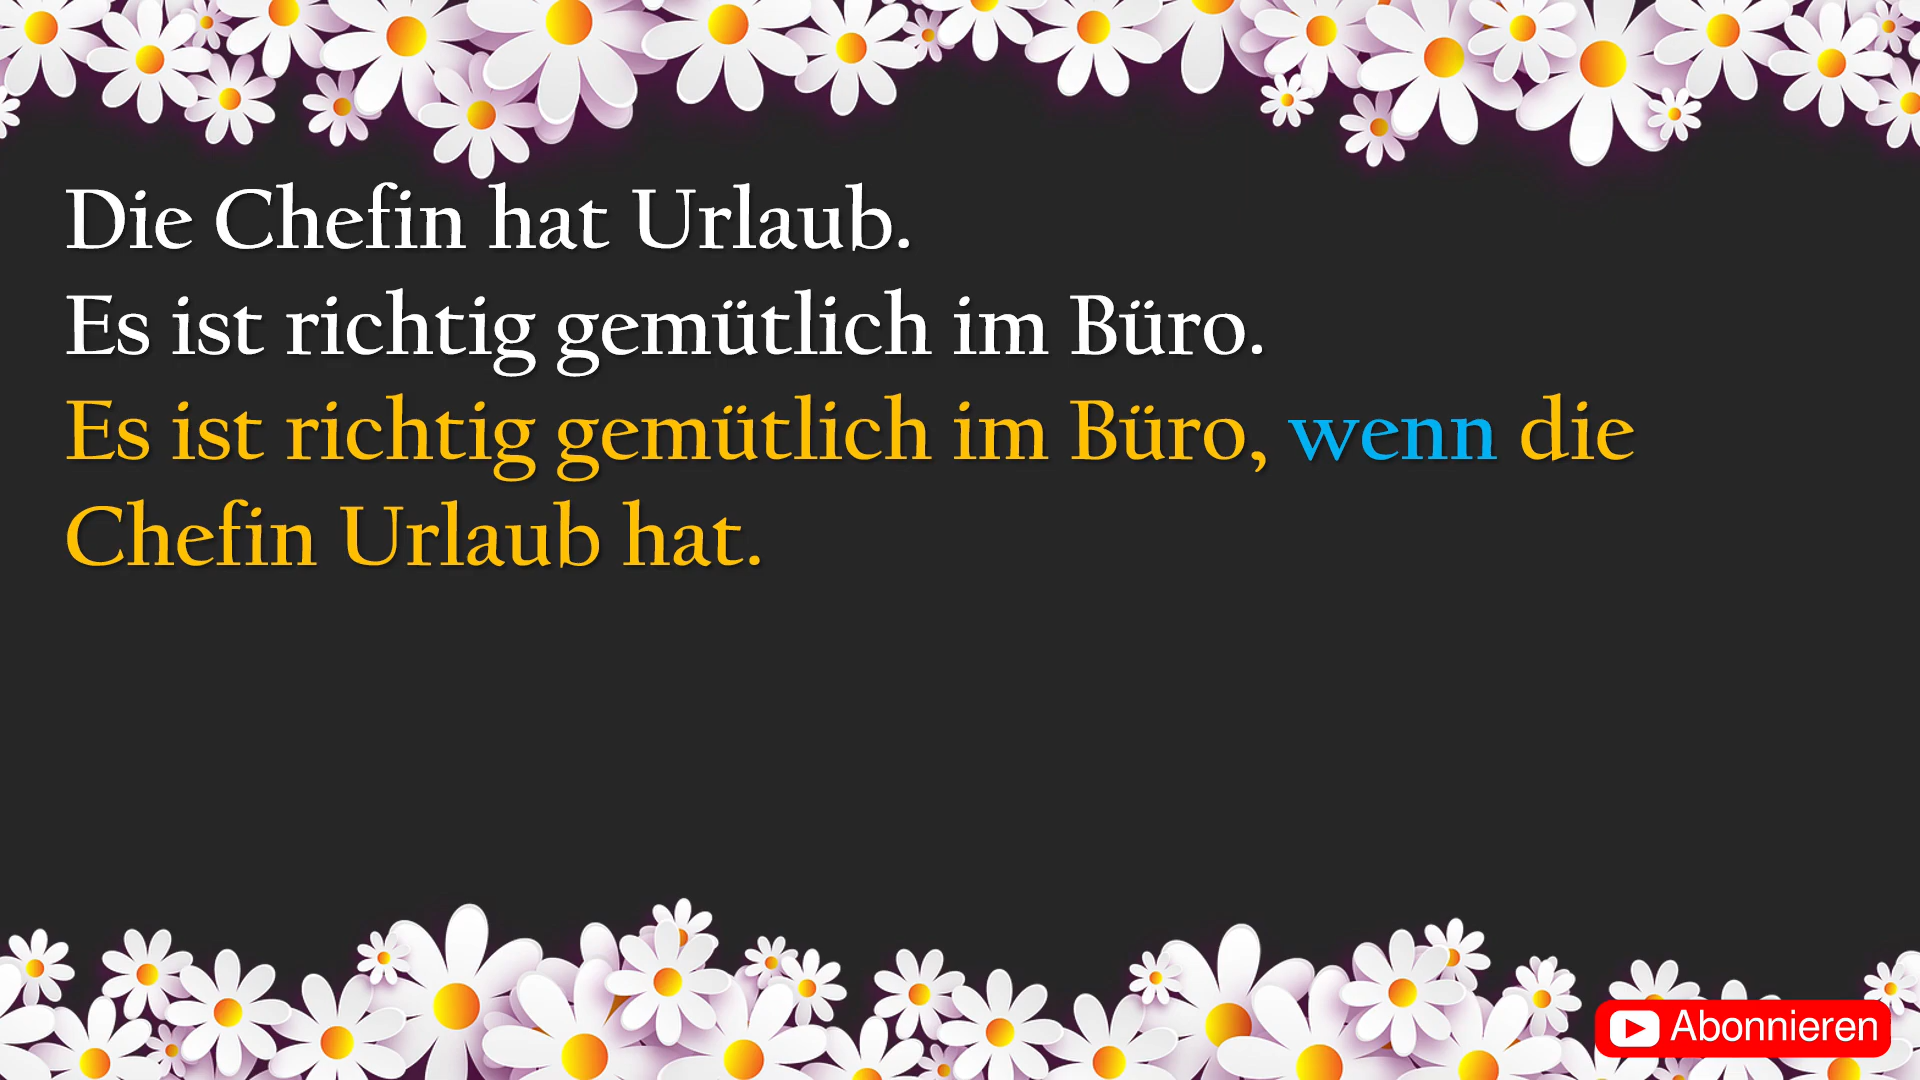 Die Chefin hat Urlaub.
Es ist richtig gemütlich im Büro.
Es ist richtig gemütlich im Büro, wenn die
Chefin Urlaub hat.
Abonnieren